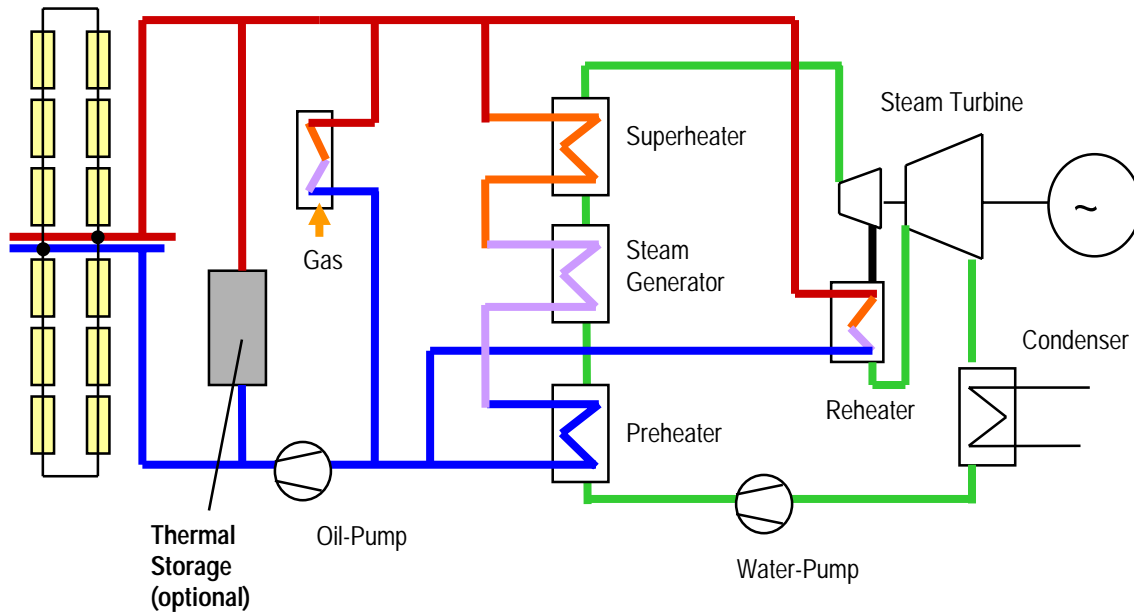 Steam Turbine
Superheater
Gas
Steam
Generator
Condenser
Reheater
Preheater
Thermal
Storage
(optional)
Oil-Pump
Water-Pump
~